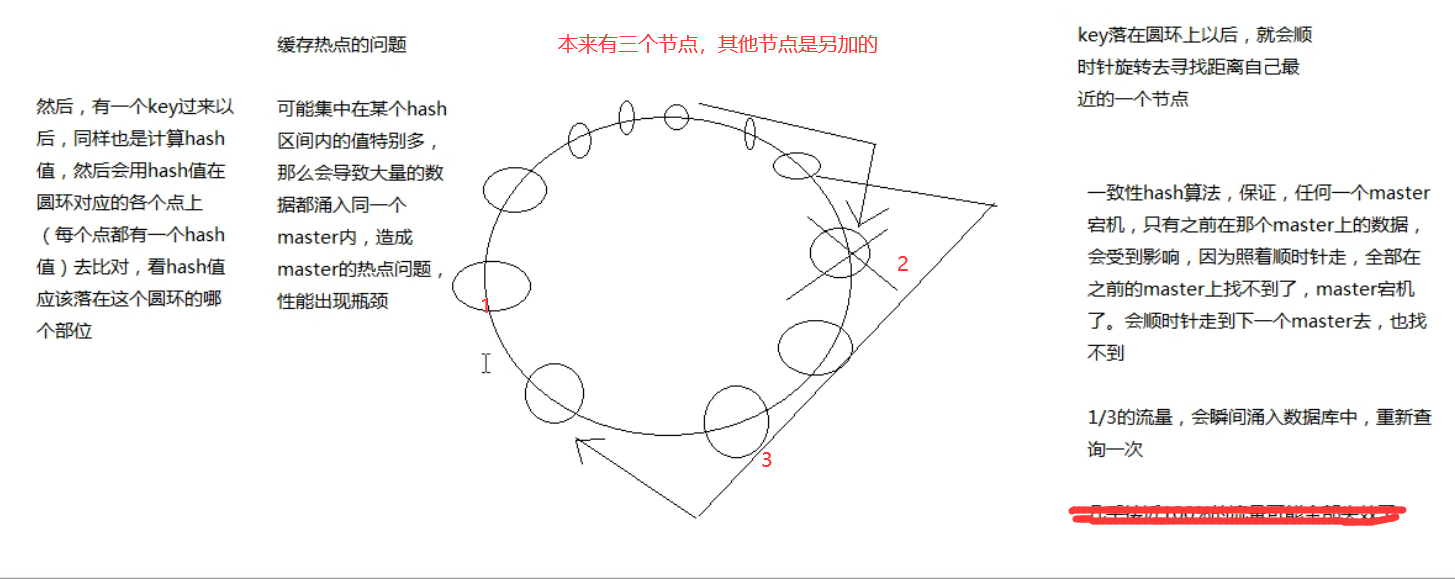 缓存热点的问题
本来有三个节点，其他节点是另加的
key落在圆环上以后，就会顺
时针旋转去寻找距离自己最
近的一个节点
然后，有一个key过来以
后，同样也是计算hash
值，然后会用hash值在
圆环对应的各个点上
（每个点都有一个hash
值）去比对，看hash值
应该落在这个圆环的哪
个部位
可能集中在某个hash
区间内的值特别多，
那么会导致大量的数
据都涌入同一个
master内，造成
master的热点问题，
性能出现瓶颈
一致性hash算法，保证，任何一个master
宕机，只有之前在那个master上的数据，
会受到影响，因为照着顺时针走，全部在
之前的master上找不到了，master宕机
了。会顺时针走到下一个master去，也找
不到
1/3的流量，会瞬间涌入数据库中，重新查
询一次
2
1
3